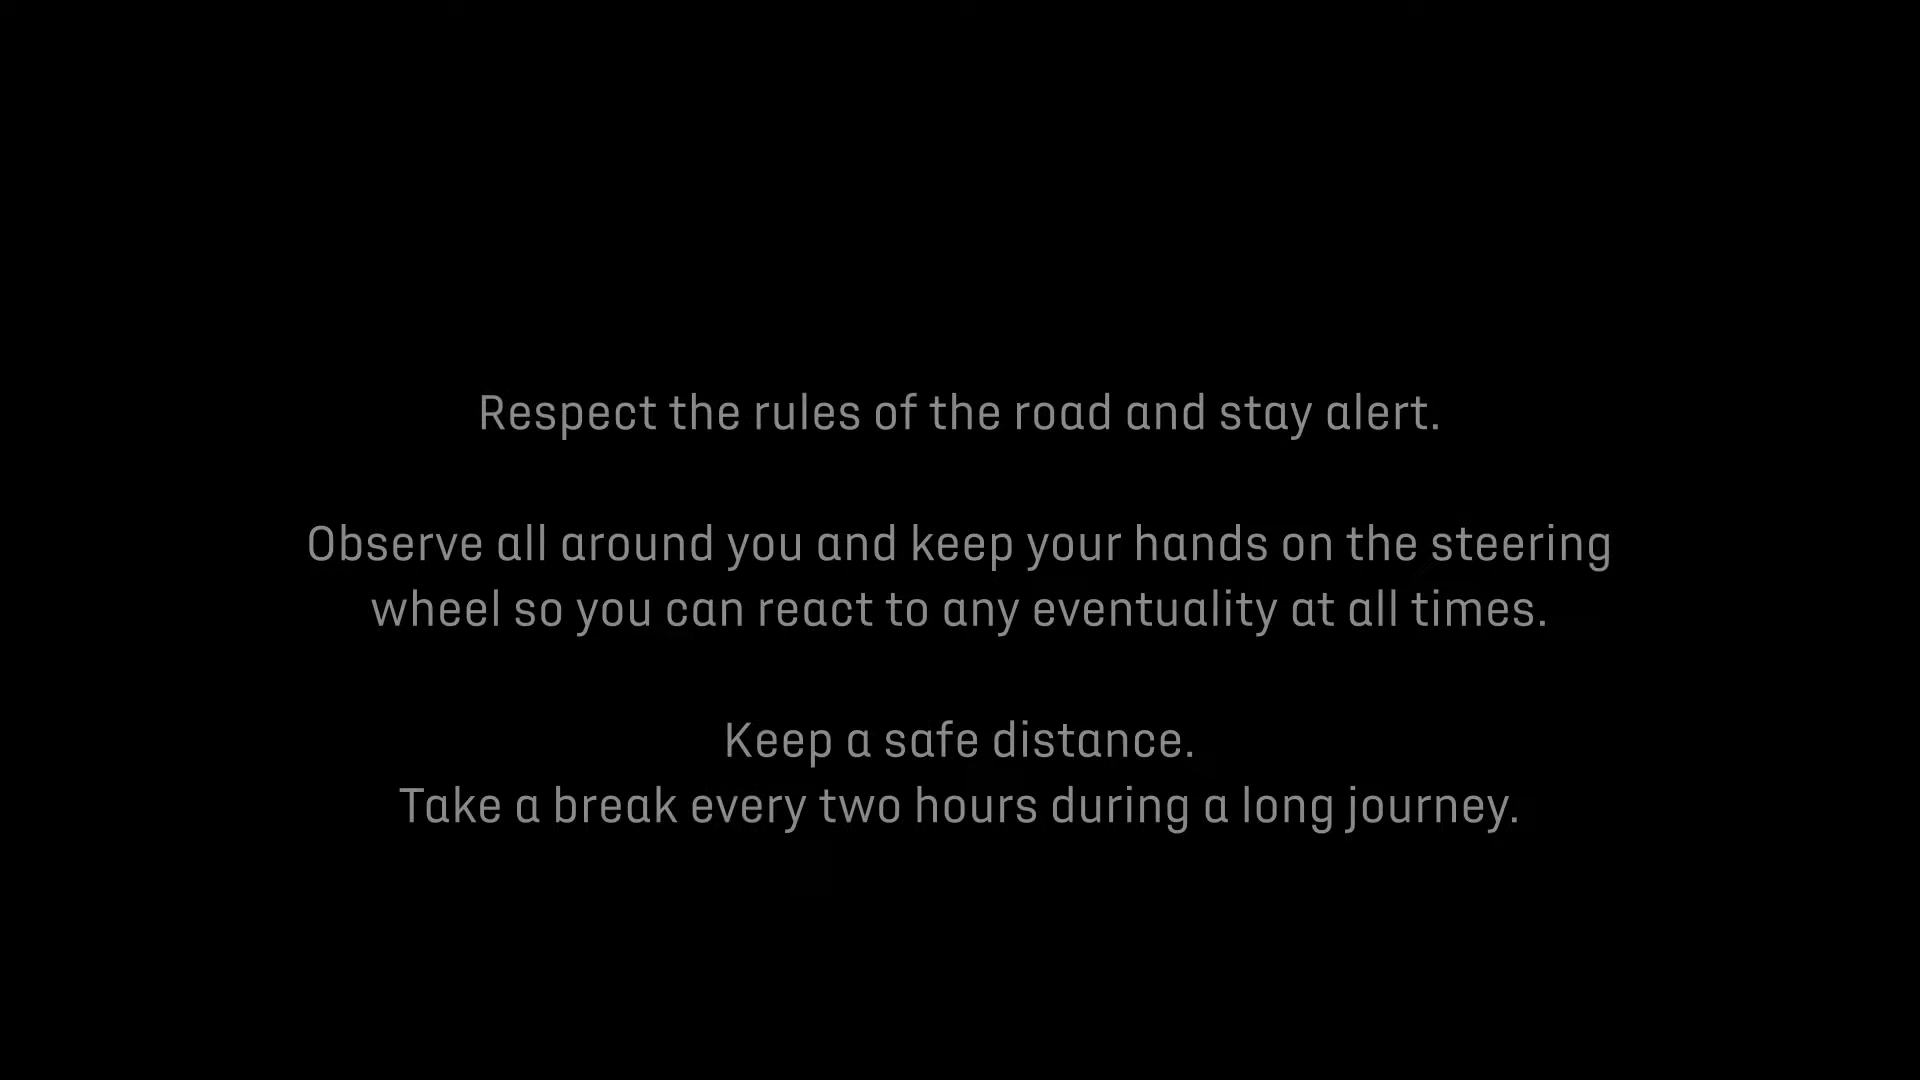 Respect the rules of the road and stay alert.
Observe all around you and keep your hands on the steering
wheel so you can react to any eventuality at all times.
Keep a safe distance.
Take a break every two hours during a long journey.